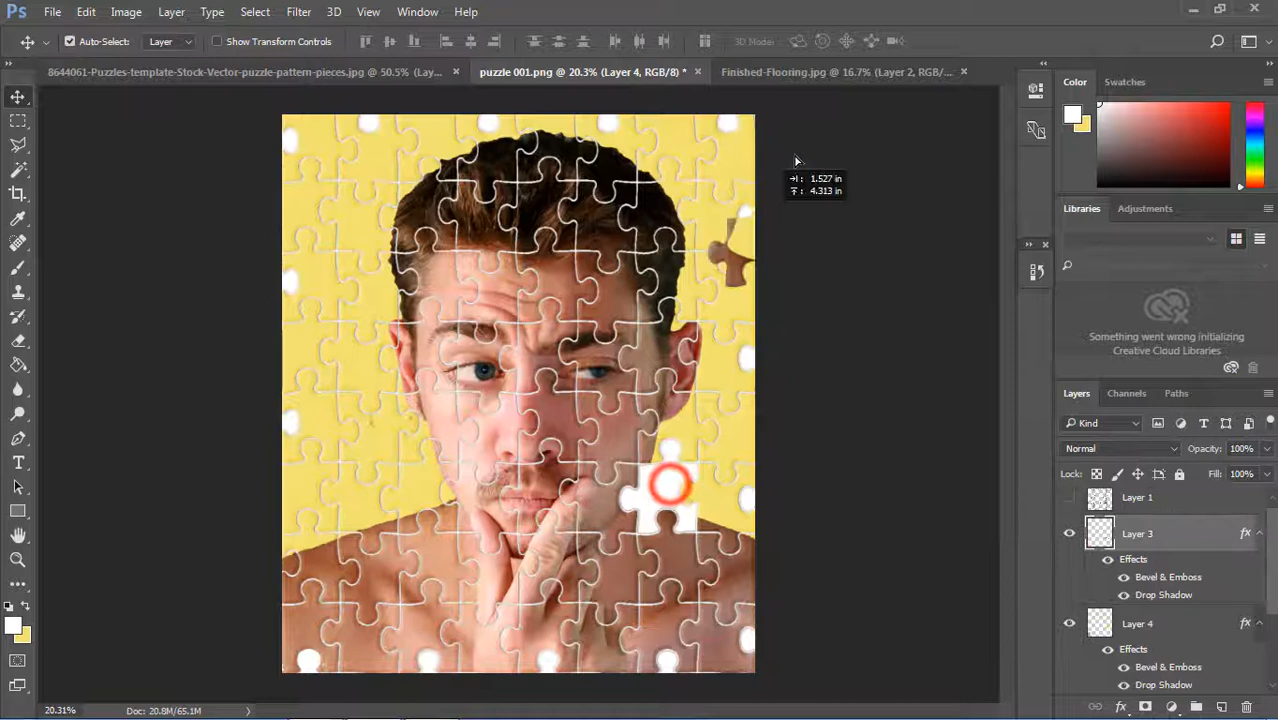 Ps File Edit Image Layer Type Select Filter 3D View Window Help
Auto-Select: Layer Show Transform Controls 3D Model:
8644061-Puzzles-template-Stock-Vector-puzzle-pattern-pieces.jpg @ 50.5% (Lay... × puzzle 001.png @ 20.3% (Layer 4, RGB/8) * × Finished-Flooring.jpg @ 16.7% (Layer 2, RGB/... ×
Color Swatches
1.527 in
4.313 in
Libraries Adjustments
Something went wrong initializing
Creative Cloud Libraries
Layers Channels Paths
Kind
Normal Opacity: 100%
Lock: Fill: 100%
Layer 1
Layer 3 fx
Effects
Bevel & Emboss
Drop Shadow
Layer 4 fx
Effects
Bevel & Emboss
Drop Shadow
20.31% Doc: 20.8M/65.1M